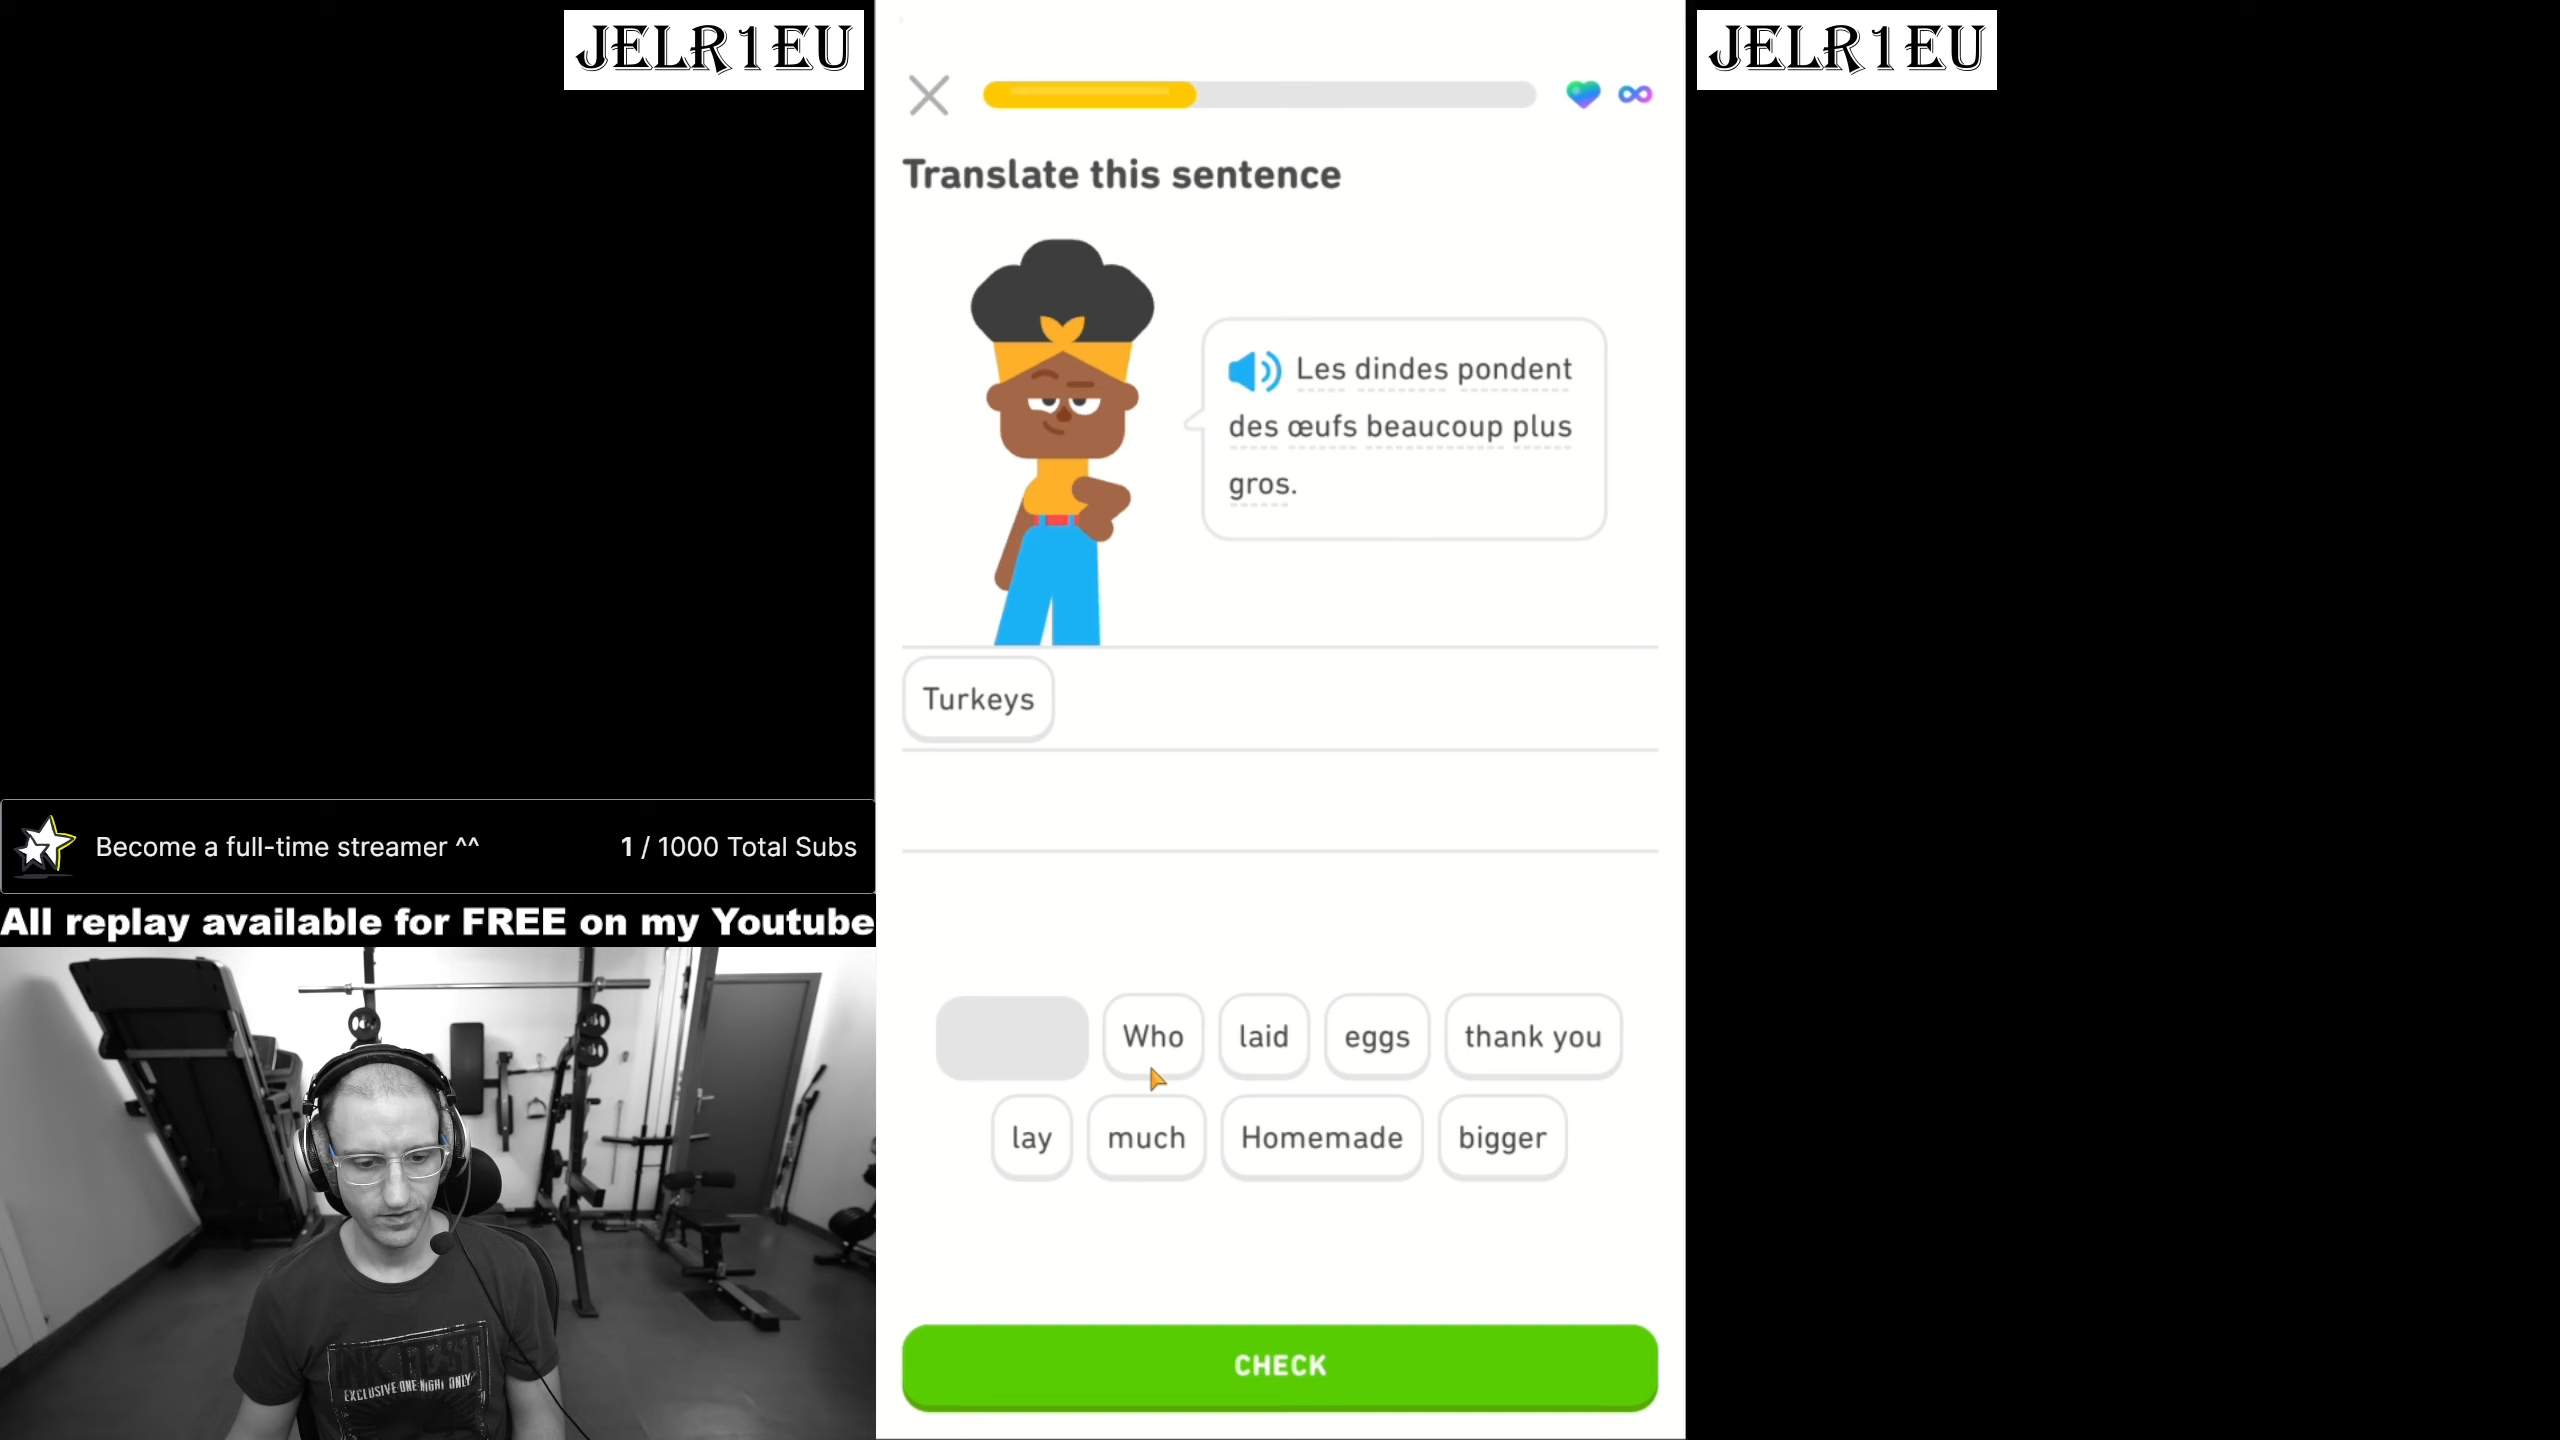 JELR1EU
JELR1EU
Translate this sentence
Les dindes pondent
des œufs beaucoup plus
gros.
Turkeys
Who laid eggs thank you
lay much Homemade bigger
CHECK
Become a full-time streamer ^^ 1 / 1000 Total Subs
All replay available for FREE on my Youtube
EXCLUSIVE ONE NIGHT ONLY